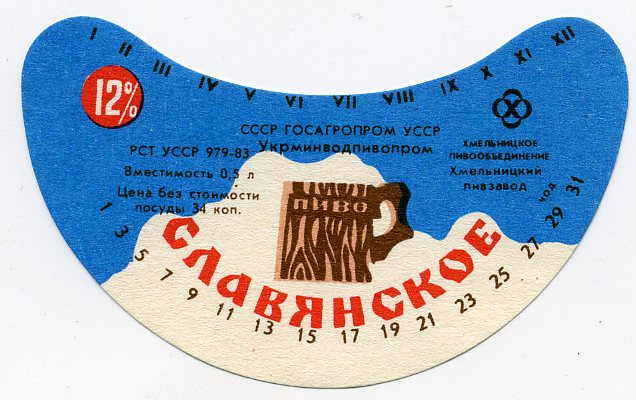 I II III IV V VI VII VIII IX X XI XII
12%
СССР ГОСАГРОПРОМ УССР
Укрминводпивопром
РСТ УССР 979-83
Вместимость 0,5 л
Цена без стоимости
посуды 34 коп.
Х
ХМЕЛЬНИЦКОЕ
ПИВООБЪЕДИНЕНИЕ
Хмельницкий
пивзавод
ПИВО
СЛАВЯНСКОЕ
1 3 5 7 9 11 13 15 17 19 21 23 25 27 29 31